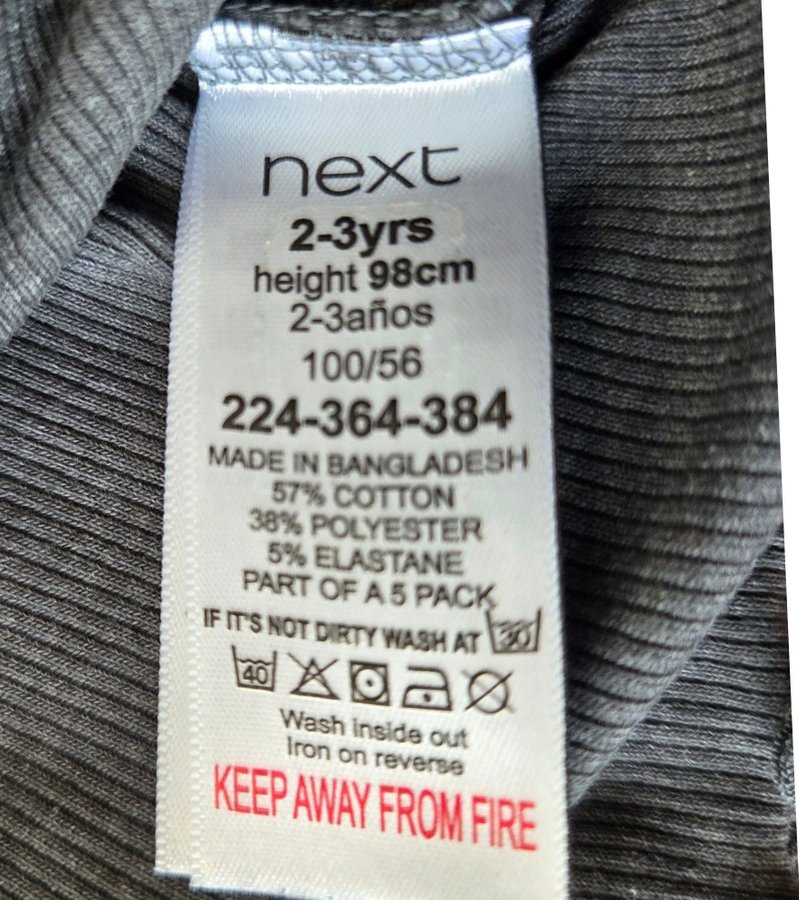 next
2-3yrs
height 98cm
2-3años
100/56
224-364-384
MADE IN BANGLADESH
57% COTTON
38% POLYESTER
5% ELASTANE
PART OF A 5 PACK
IF IT'S NOT DIRTY WASH AT 30
40
Wash inside out
Iron on reverse
KEEP AWAY FROM FIRE